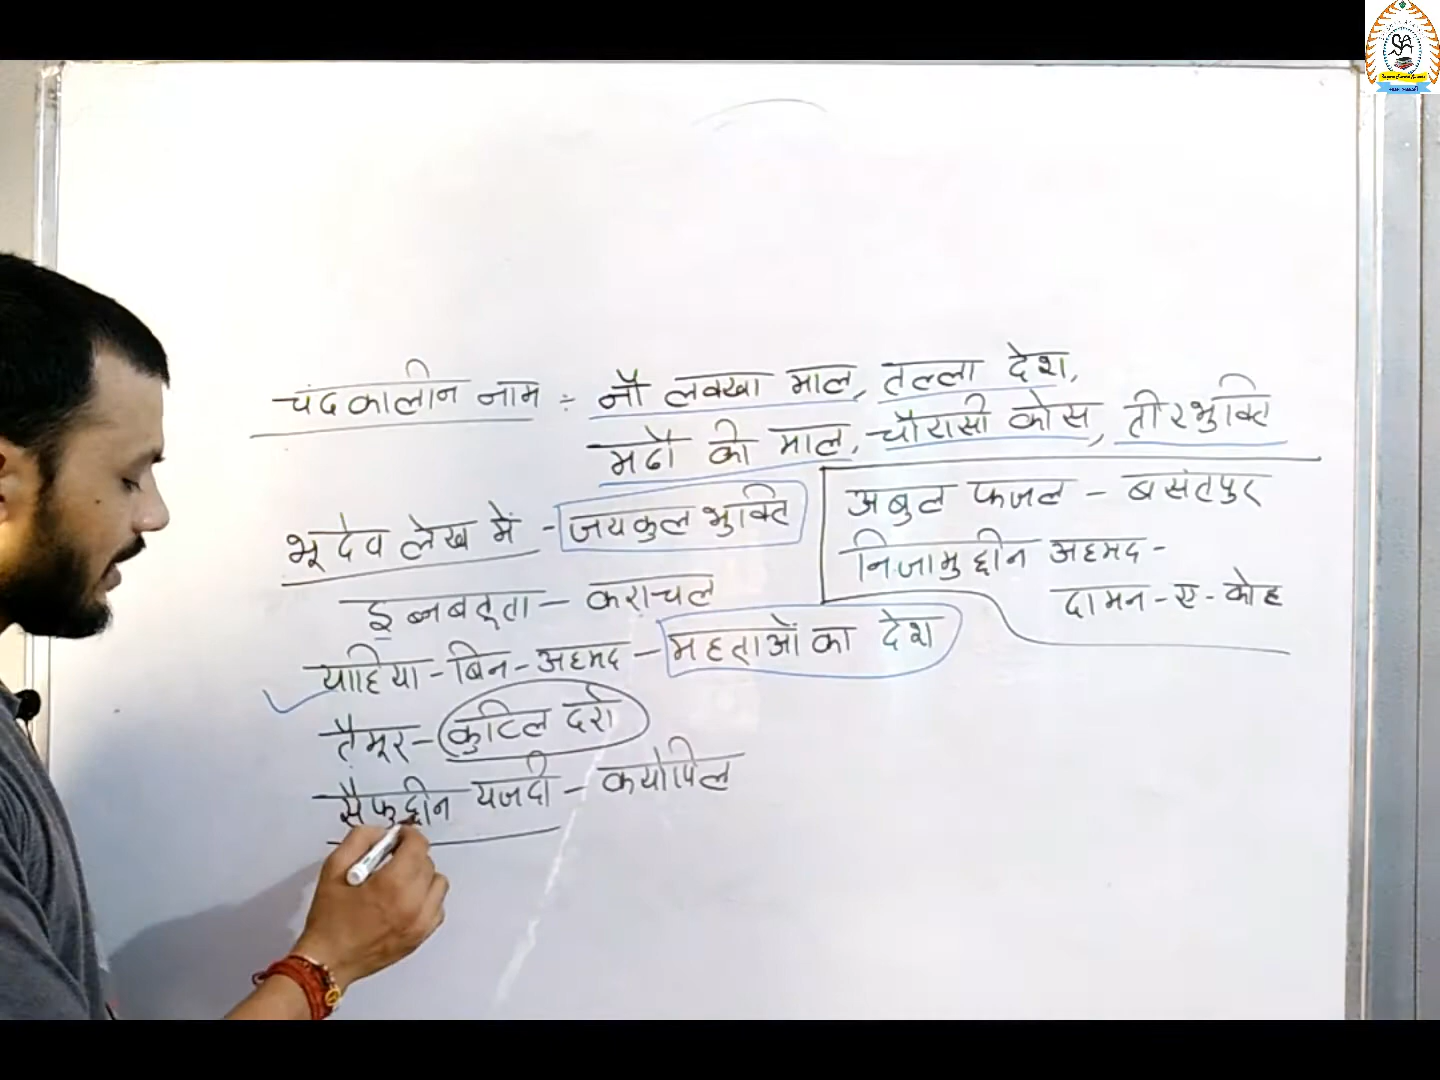 चंदकालीन नाम ÷ नौ लक्खा माल, तल्ला देश,
मढौ की माल, चौरासी कोस, तीरभुक्ति
भूदेव लेख में - जयकुल भुक्ति
इब्नबतूता - कराचल
याहिया - बिन - अहमद - महताओं का देश
तैमूर - कुटिल दर्रा
सैफुद्दीन यजदी - कयोपिल
अबुल फजल - बसंतपुर
निजामुद्दीन अहमद -
दामन - ए - कोह